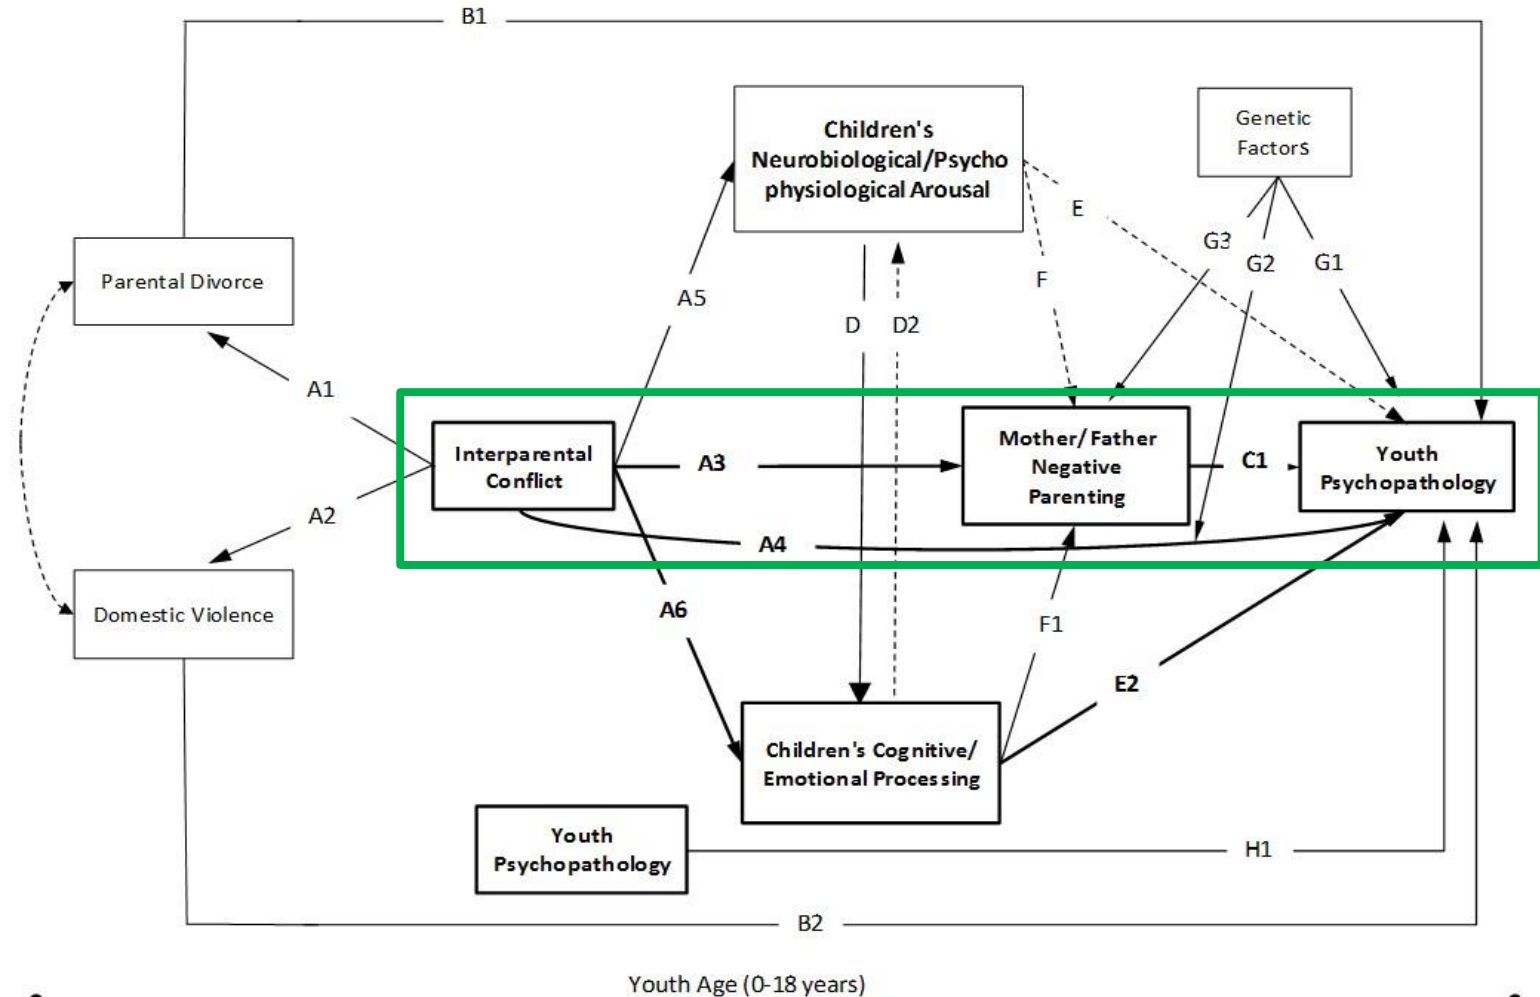 B1
Children's
Neurobiological/Psycho
physiological Arousal
Genetic
Factors
E
G3
G2
G1
F
Parental Divorce
A5
D
D2
A1
Interparental
Conflict
A3
Mother/Father
Negative
Parenting
C1
Youth
Psychopathology
A2
A4
Domestic Violence
A6
F1
E2
Children's Cognitive/
Emotional Processing
Youth
Psychopathology
H1
B2
Youth Age (0-18 years)